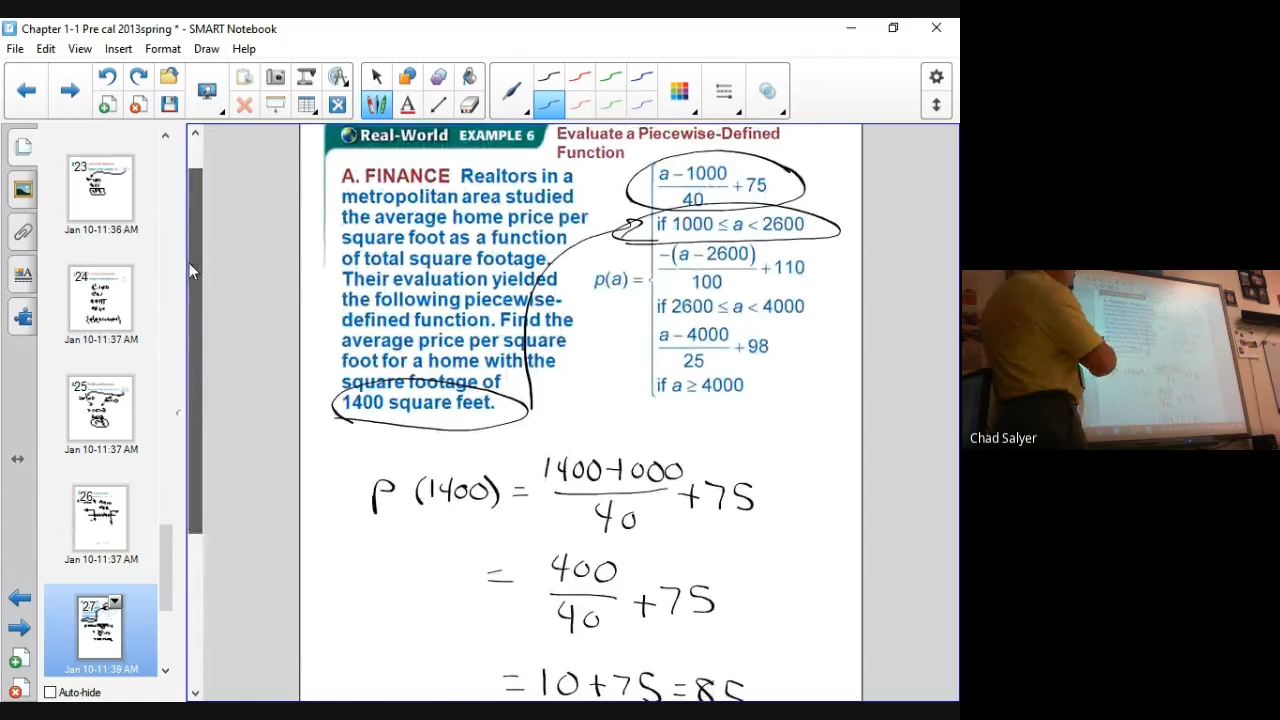 Chapter 1-1 Pre cal 2013spring * - SMART Notebook
File Edit View Insert Format Draw Help
23
Jan 10-11:36 AM
24
Jan 10-11:37 AM
25
Jan 10-11:37 AM
26
Jan 10-11:37 AM
27
Jan 10-11:39 AM
Auto-hide
Real-World EXAMPLE 6
Evaluate a Piecewise-Defined
Function
A. FINANCE Realtors in a
metropolitan area studied
the average home price per
square foot as a function
of total square footage.
Their evaluation yielded
the following piecewise-
defined function. Find the
average price per square
foot for a home with the
square footage of
1400 square feet.
a − 1000
40
+ 75
if 1000 ≤ a < 2600
p(a) =
−(a − 2600)
100
+ 110
if 2600 ≤ a < 4000
a − 4000
25
+ 98
if a ≥ 4000
P (1400) = 1400-1000 / 40 + 75
= 400 / 40 + 75
= 10 + 75 = 85
Chad Salyer